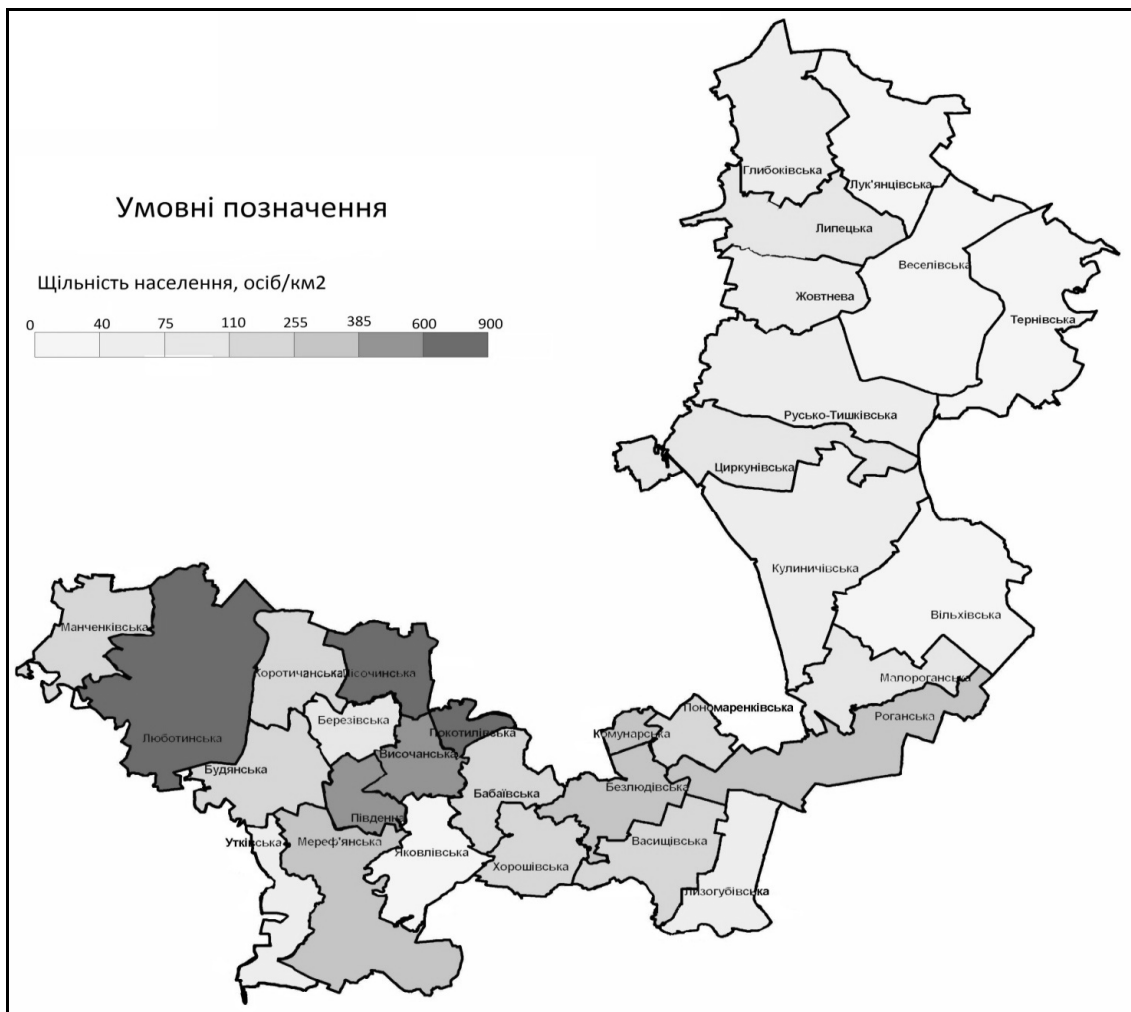 Умовні позначення
Щільність населення, осіб/км2
0 40 75 110 255 385 600 900
Глибоківська
Лук'янцівська
Липецька
Веселівська
Жовтнева
Тернівська
Русько-Тишківська
Циркунівська
Кулиничівська
Вільхівська
Манченківська
Коротичанська
Пісочинська
Малороганська
Пономаренківська
Роганська
Березівська
Люботинська
Покотилівська
Комунарська
Височанська
Будянська
Безлюдівська
Бабаївська
Південна
Утківська
Мереф'янська
Васищівська
Яковлівська
Хорошівська
Лизогубівська